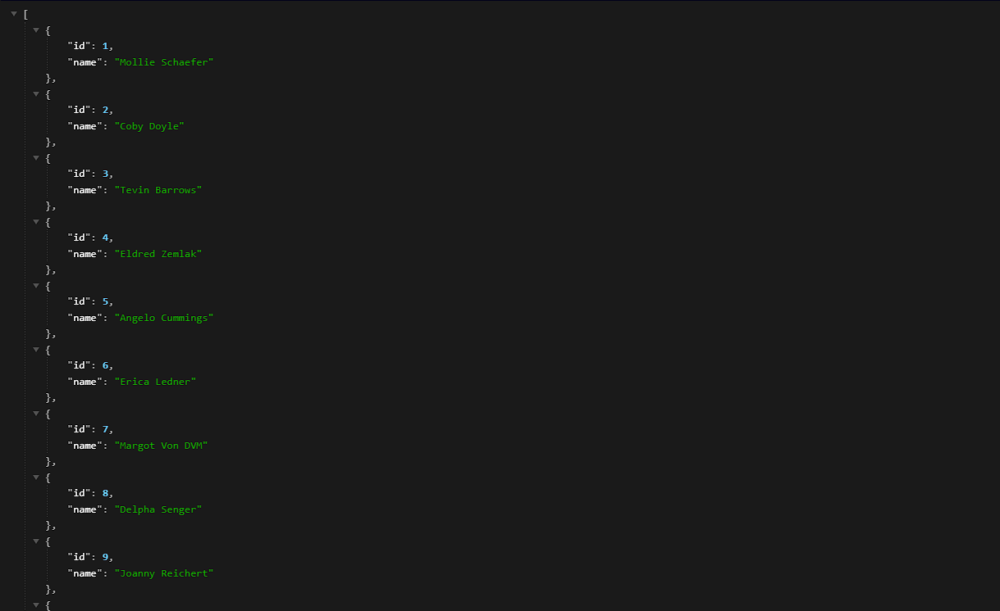 [
{
"id": 1,
"name": "Mollie Schaefer"
},
{
"id": 2,
"name": "Coby Doyle"
},
{
"id": 3,
"name": "Tevin Barrows"
},
{
"id": 4,
"name": "Eldred Zemlak"
},
{
"id": 5,
"name": "Angelo Cummings"
},
{
"id": 6,
"name": "Erica Ledner"
},
{
"id": 7,
"name": "Margot Von DVM"
},
{
"id": 8,
"name": "Delpha Senger"
},
{
"id": 9,
"name": "Joanny Reichert"
},
{